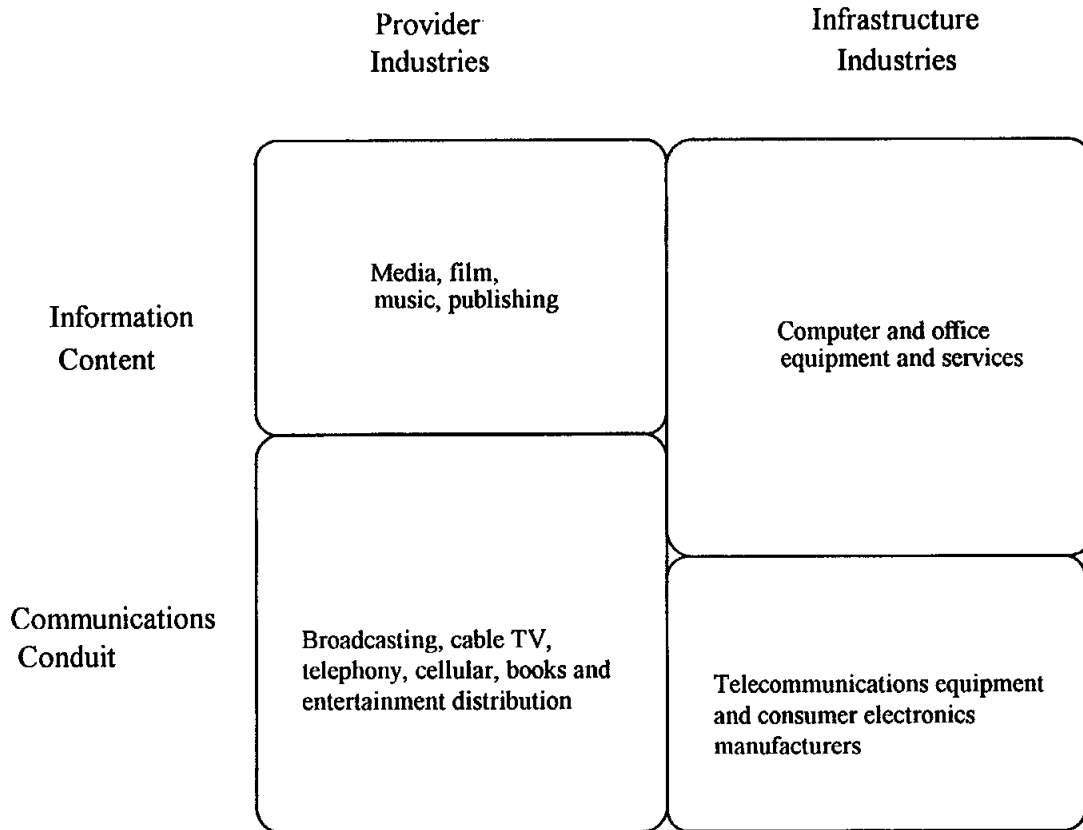 Provider
Industries
Infrastructure
Industries
Information
Content
Media, film,
music, publishing
Computer and office
equipment and services
Communications
Conduit
Broadcasting, cable TV,
telephony, cellular, books and
entertainment distribution
Telecommunications equipment
and consumer electronics
manufacturers